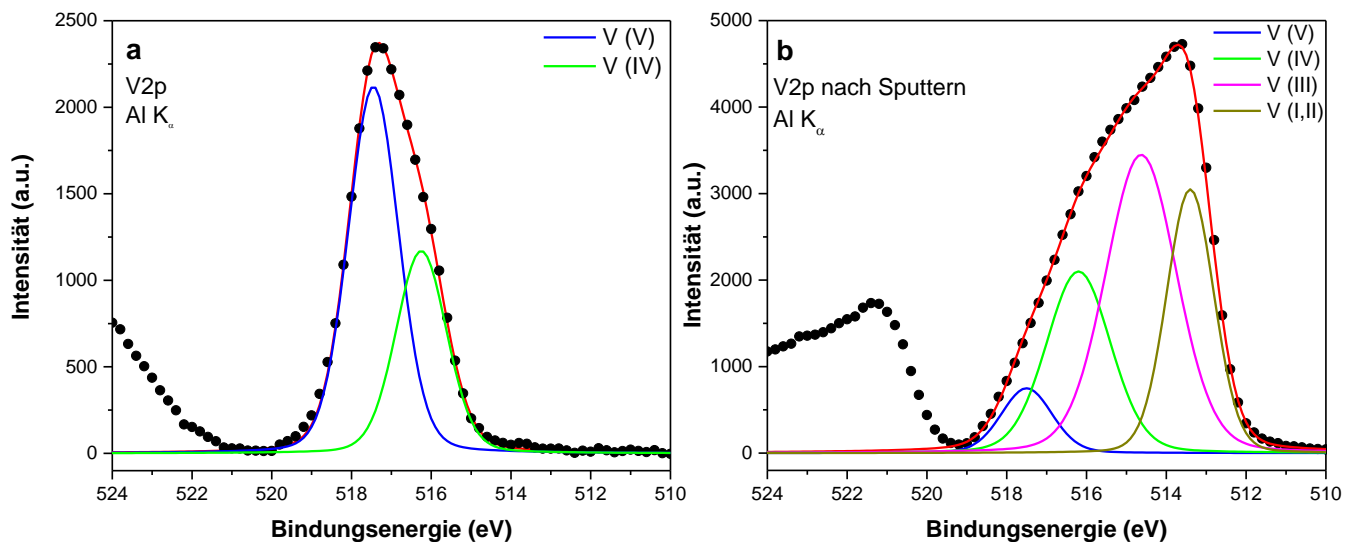 a
V2p
Al Kα
V (V)
V (IV)
Intensität (a.u.)
2500
2000
1500
1000
500
0
524 522 520 518 516 514 512 510
Bindungsenergie (eV)
b
V2p nach Sputtern
Al Kα
V (V)
V (IV)
V (III)
V (I,II)
Intensität (a.u.)
5000
4000
3000
2000
1000
0
524 522 520 518 516 514 512 510
Bindungsenergie (eV)